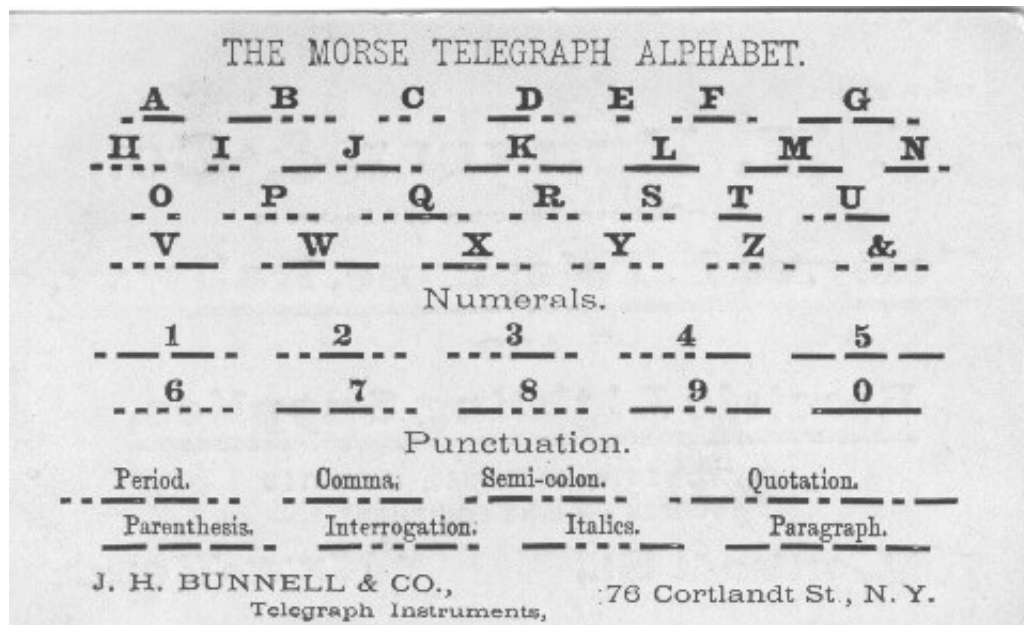 THE MORSE TELEGRAPH ALPHABET.
A B C D E F G
H I J K L M N
O P Q R S T U
V W X Y Z &
Numerals.
1 2 3 4 5
6 7 8 9 0
Punctuation.
Period. Comma. Semi-colon. Quotation.
Parenthesis. Interrogation. Italics. Paragraph.
J. H. BUNNELL & CO.,
Telegraph Instruments, 76 Cortlandt St., N. Y.